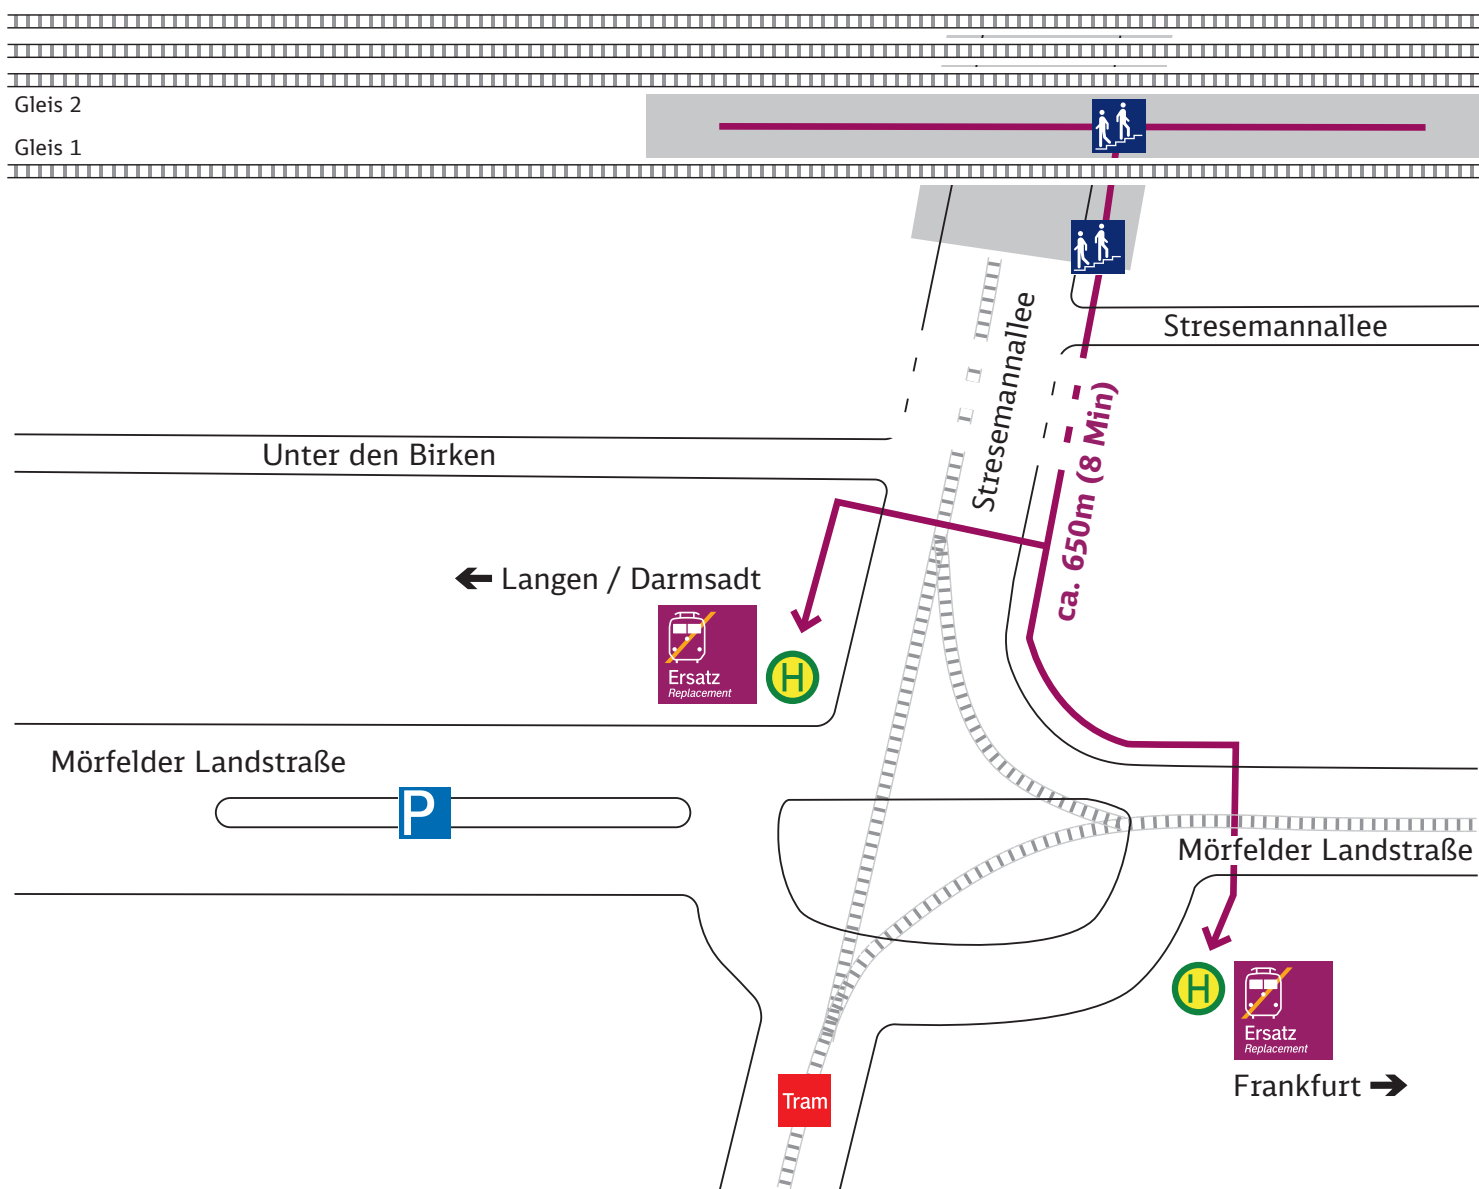 Gleis 2
Gleis 1
Stresemannallee
Stresemannallee
ca. 650m (8 Min)
Unter den Birken
Langen / Darmsadt
Ersatz
Replacement
H
Mörfelder Landstraße
P
Mörfelder Landstraße
H
Ersatz
Replacement
Frankfurt
Tram